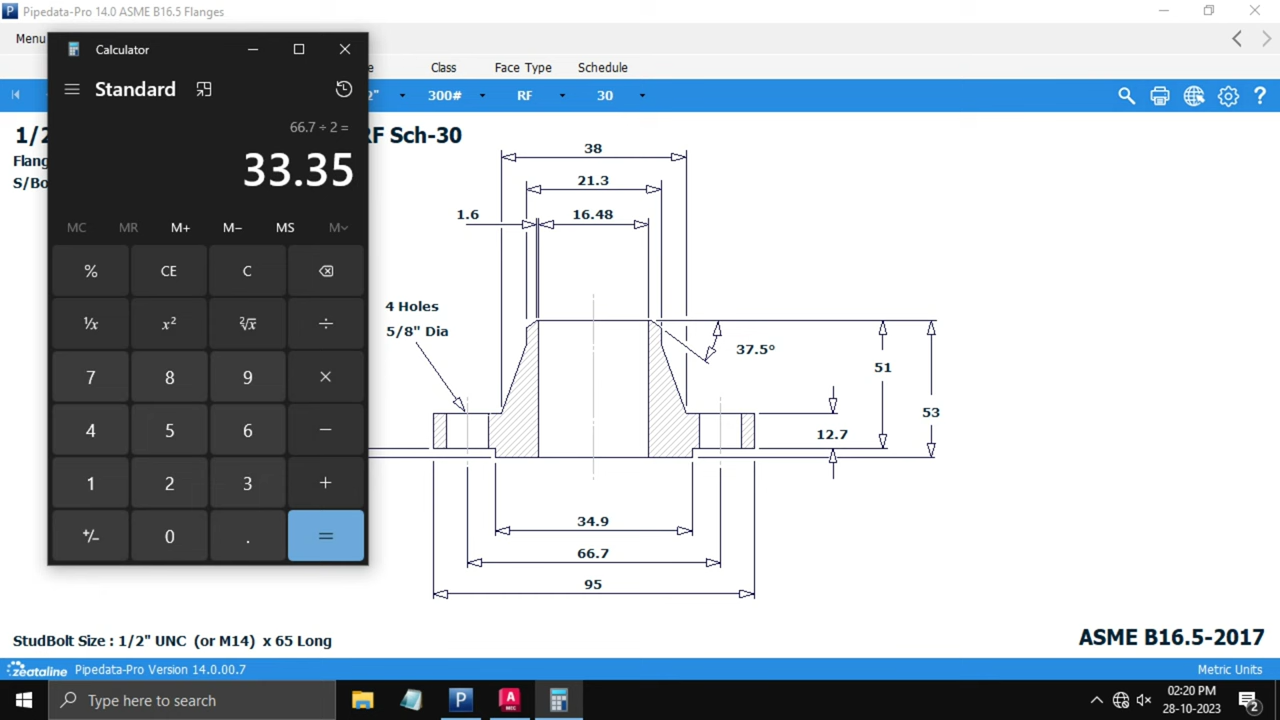 Pipedata-Pro 14.0 ASME B16.5 Flanges
Menu
Calculator
Class
Face Type
Schedule
Standard
2"
300#
RF
30
?
1/2
RF Sch-30
Flang
S/Bo
66.7 ÷ 2 =
33.35
MC MR M+ M− MS M
% CE C
1/x x² ²√x ÷
7 8 9 ×
4 5 6 −
1 2 3 +
+/− 0 . =
38
21.3
1.6
16.48
4 Holes
5/8" Dia
37.5°
51
53
12.7
34.9
66.7
95
StudBolt Size : 1/2" UNC (or M14) x 65 Long
ASME B16.5-2017
zeataline
Pipedata-Pro Version 14.0.00.7
Metric Units
Type here to search
P
A
02:20 PM
28-10-2023
2